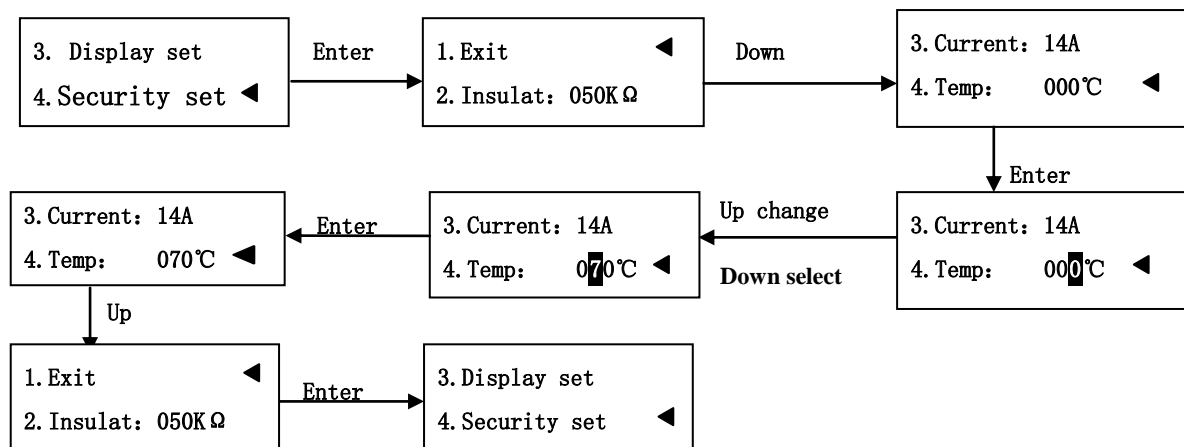 3. Display set
4.Security set ◀
Enter
1.Exit ◀
2.Insulat: 050KΩ
Down
3.Current: 14A
4.Temp: 000℃ ◀
Enter
3.Current: 14A
4.Temp: 000℃ ◀
Up change
Down select
3.Current: 14A
4.Temp: 070℃ ◀
Enter
3.Current: 14A
4.Temp: 070℃ ◀
Up
1.Exit ◀
2.Insulat: 050KΩ
Enter
3.Display set
4.Security set ◀